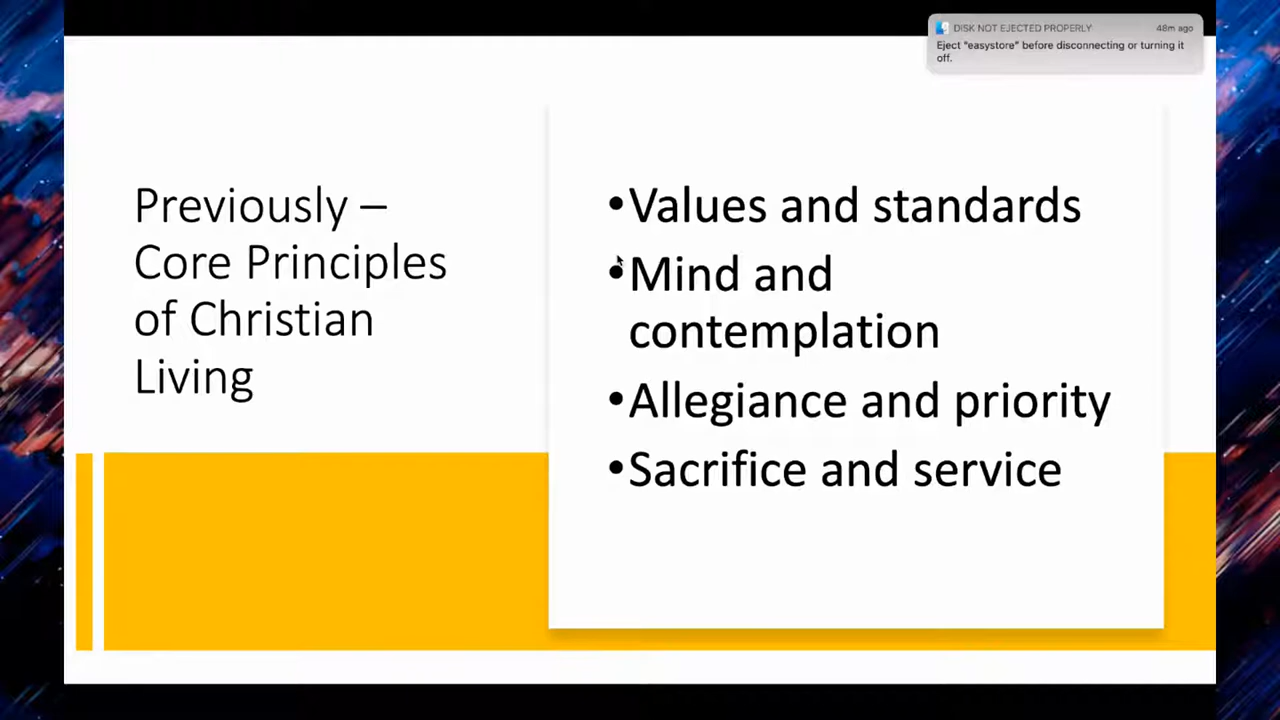 DISK NOT EJECTED PROPERLY 48m ago
Eject "easystore" before disconnecting or turning it
off.
Previously –
Core Principles
of Christian
Living
•Values and standards
•Mind and
contemplation
•Allegiance and priority
•Sacrifice and service